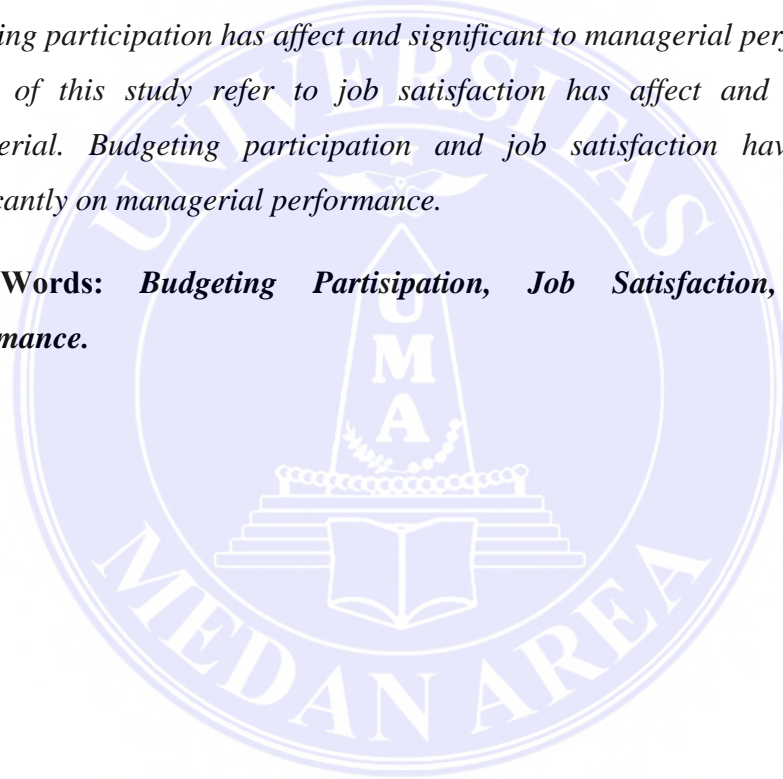 ing participation has affect and significant to managerial per
of this study refer to job satisfaction has affect and
erial. Budgeting participation and job satisfaction hav
cantly on managerial performance.
Words: Budgeting Partisipation, Job Satisfaction,
mance.
UNIVERSITAS
UMA
MEDAN AREA